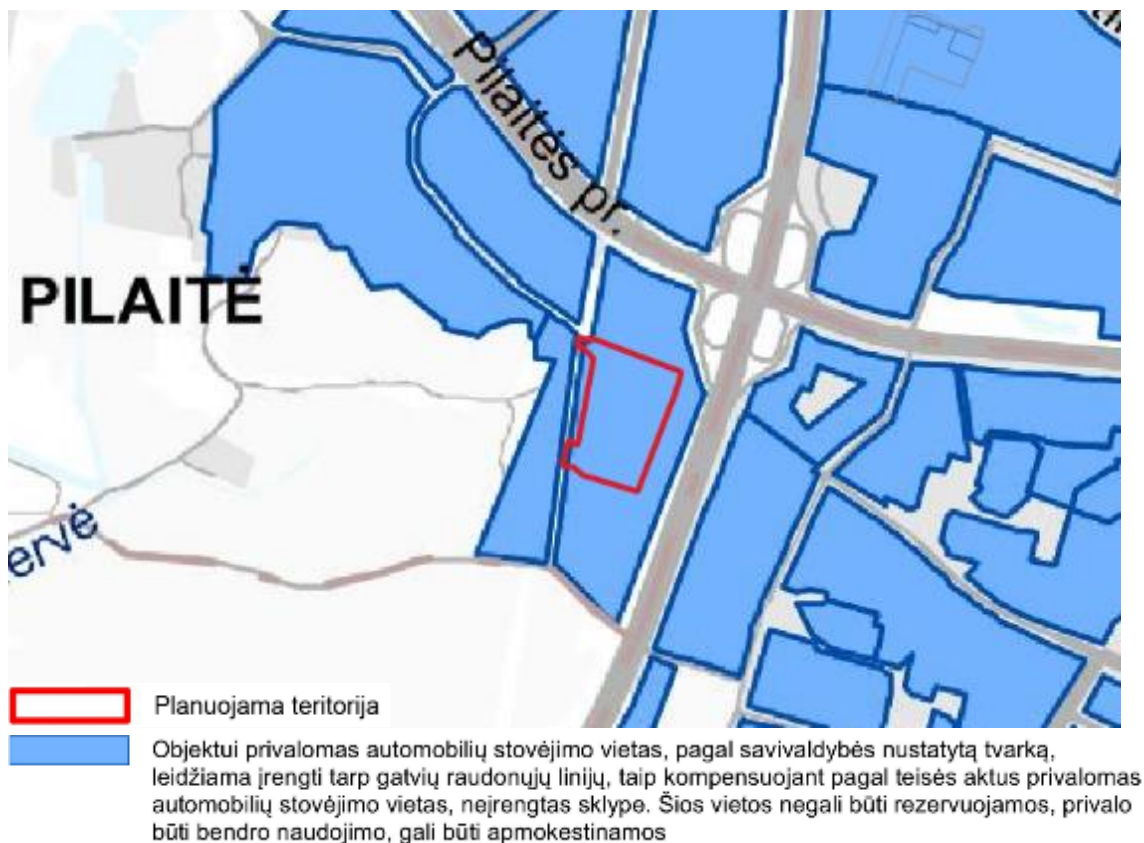 Pilaitės pr.
PILAITĖ
ervė
Planuojama teritorija
Objektui privalomas automobilių stovėjimo vietas, pagal savivaldybės nustatytą tvarką,
leidžiama įrengti tarp gatvių raudonųjų linijų, taip kompensuojant pagal teisės aktus privalomas
automobilių stovėjimo vietas, neįrengtas sklype. Šios vietos negali būti rezervuojamos, privalo
būti bendro naudojimo, gali būti apmokestinamos